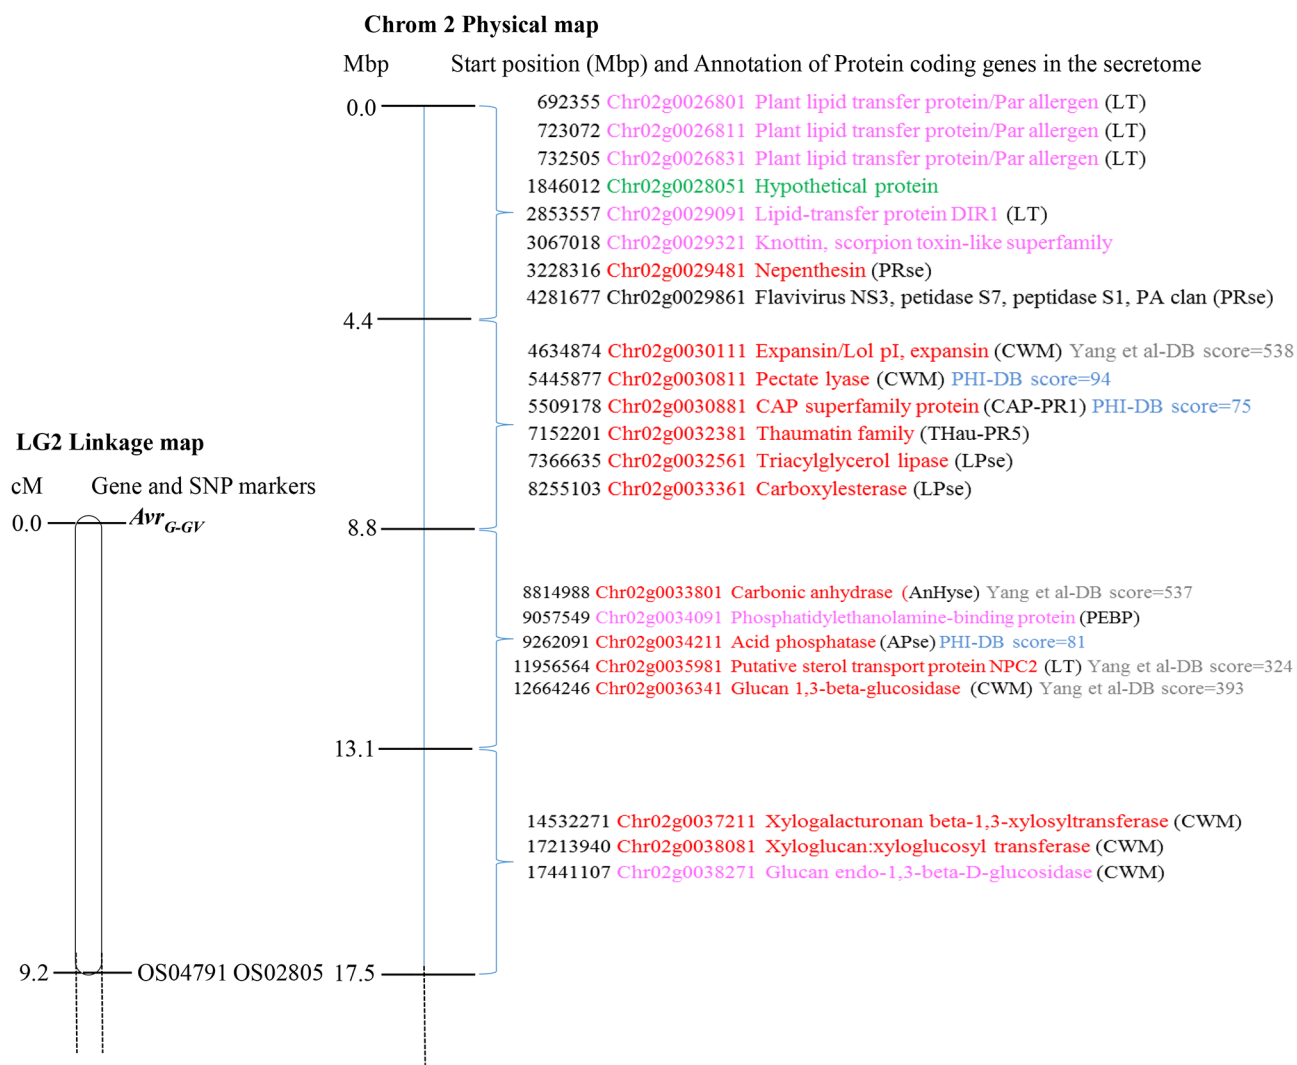 Chrom 2 Physical map
Mbp Start position (Mbp) and Annotation of Protein coding genes in the secretome
0.0
692355 Chr02g0026801 Plant lipid transfer protein/Par allergen (LT)
723072 Chr02g0026811 Plant lipid transfer protein/Par allergen (LT)
732505 Chr02g0026831 Plant lipid transfer protein/Par allergen (LT)
1846012 Chr02g0028051 Hypothetical protein
2853557 Chr02g0029091 Lipid-transfer protein DIR1 (LT)
3067018 Chr02g0029321 Knottin, scorpion toxin-like superfamily
3228316 Chr02g0029481 Nepenthesin (PRse)
4281677 Chr02g0029861 Flavivirus NS3, petidase S7, peptidase S1, PA clan (PRse)
4.4
4634874 Chr02g0030111 Expansin/Lol pI, expansin (CWM) Yang et al-DB score=538
5445877 Chr02g0030811 Pectate lyase (CWM) PHI-DB score=94
5509178 Chr02g0030881 CAP superfamily protein (CAP-PR1) PHI-DB score=75
7152201 Chr02g0032381 Thaumatin family (THau-PR5)
7366635 Chr02g0032561 Triacylglycerol lipase (LPse)
8255103 Chr02g0033361 Carboxylesterase (LPse)
8.8
8814988 Chr02g0033801 Carbonic anhydrase (AnHyse) Yang et al-DB score=537
9057549 Chr02g0034091 Phosphatidylethanolamine-binding protein (PEBP)
9262091 Chr02g0034211 Acid phosphatase (APse) PHI-DB score=81
11956564 Chr02g0035981 Putative sterol transport protein NPC2 (LT) Yang et al-DB score=324
12664246 Chr02g0036341 Glucan 1,3-beta-glucosidase (CWM) Yang et al-DB score=393
13.1
14532271 Chr02g0037211 Xylogalacturonan beta-1,3-xylosyltransferase (CWM)
17213940 Chr02g0038081 Xyloglucan:xyloglucosyl transferase (CWM)
17441107 Chr02g0038271 Glucan endo-1,3-beta-D-glucosidase (CWM)
17.5
LG2 Linkage map
cM Gene and SNP markers
0.0 Avr G-GV
9.2 OS04791 OS02805